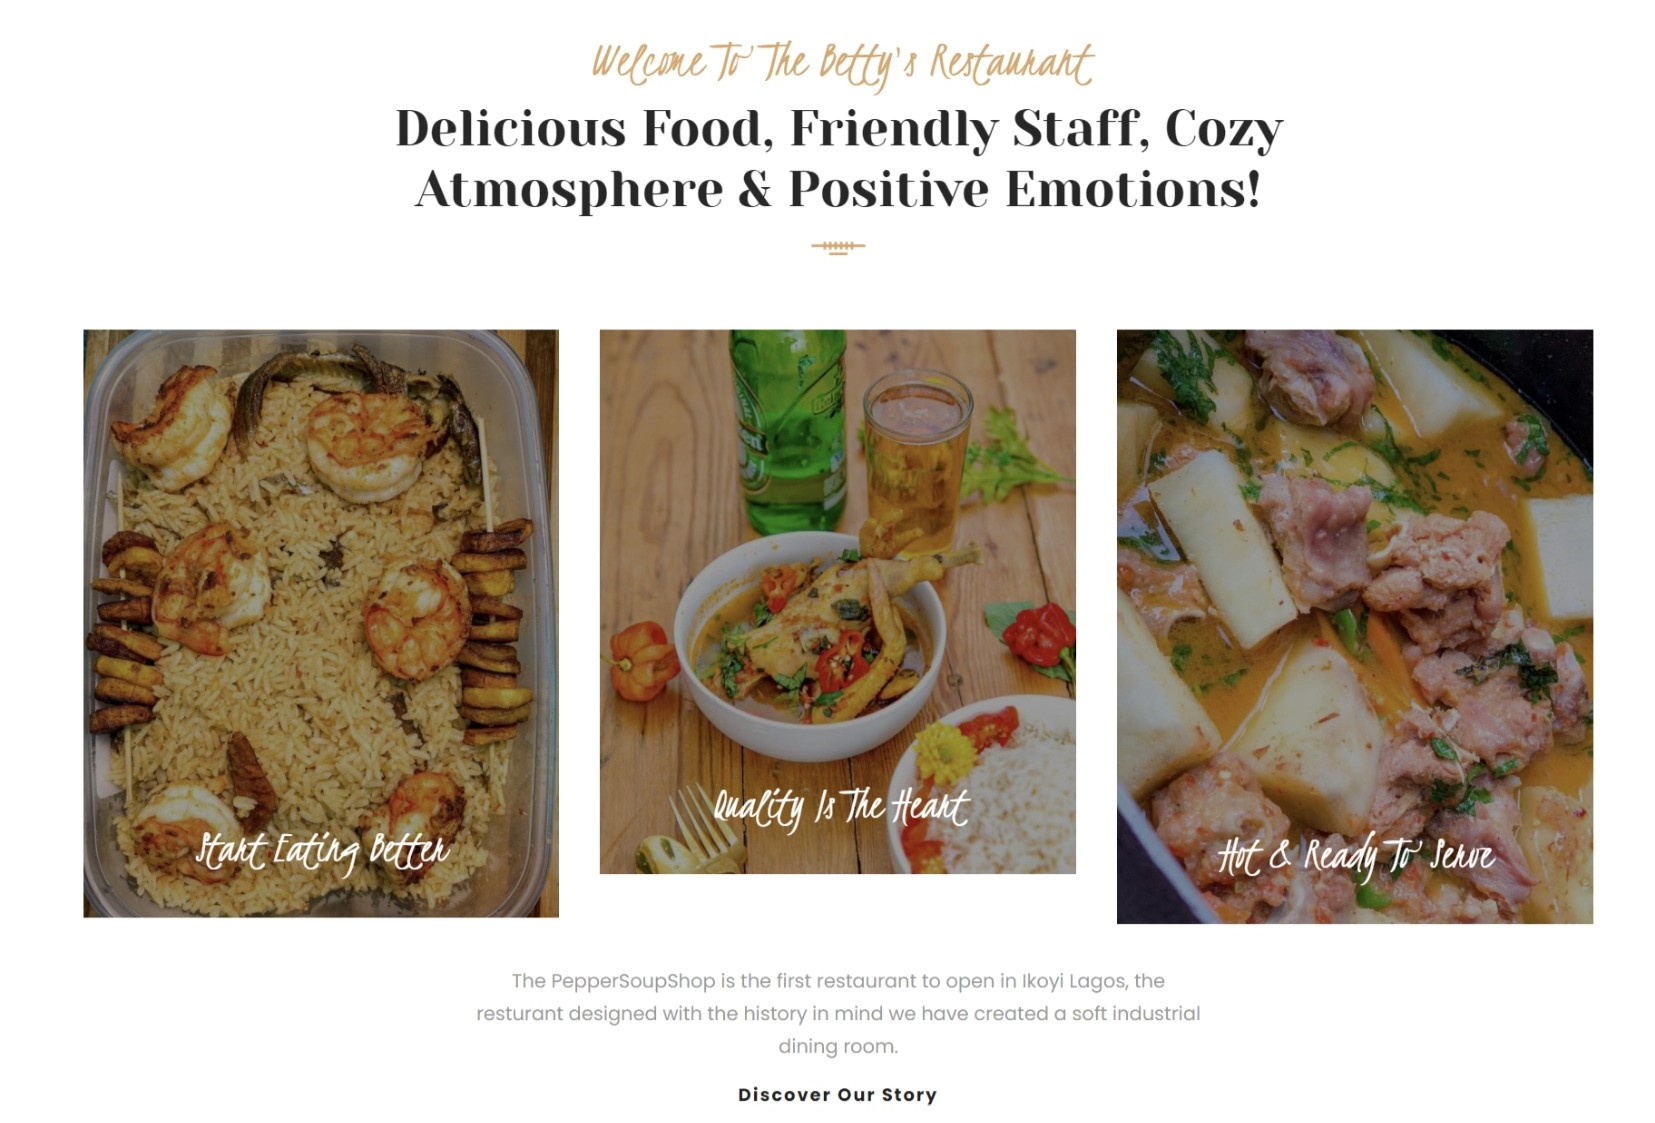 Welcome To The Betty's Restaurant
Delicious Food, Friendly Staff, Cozy
Atmosphere & Positive Emotions!
Start Eating Better
Quality Is The Heart
Hot & Ready To Serve
The PepperSoupShop is the first restaurant to open in Ikoyi Lagos, the
resturant designed with the history in mind we have created a soft industrial
dining room.
Discover Our Story